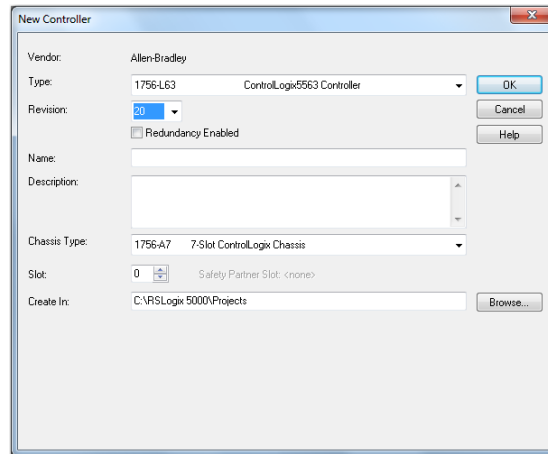 New Controller
Vendor: Allen-Bradley
Type: 1756-L63 ControlLogix5563 Controller OK
Revision: 20 Cancel
Redundancy Enabled Help
Name:
Description:
Chassis Type: 1756-A7 7-Slot ControlLogix Chassis
Slot: 0 Safety Partner Slot: <none>
Create In: C:\RSLogix 5000\Projects Browse...